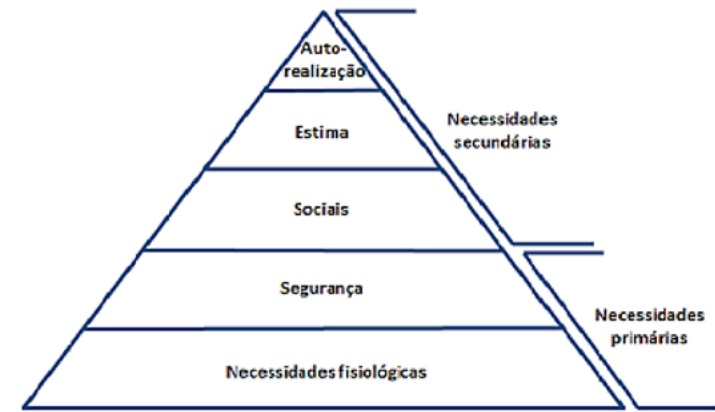 Auto-
realização
Necessidades
secundárias
Estima
Sociais
Segurança
Necessidades
primárias
Necessidades fisiológicas